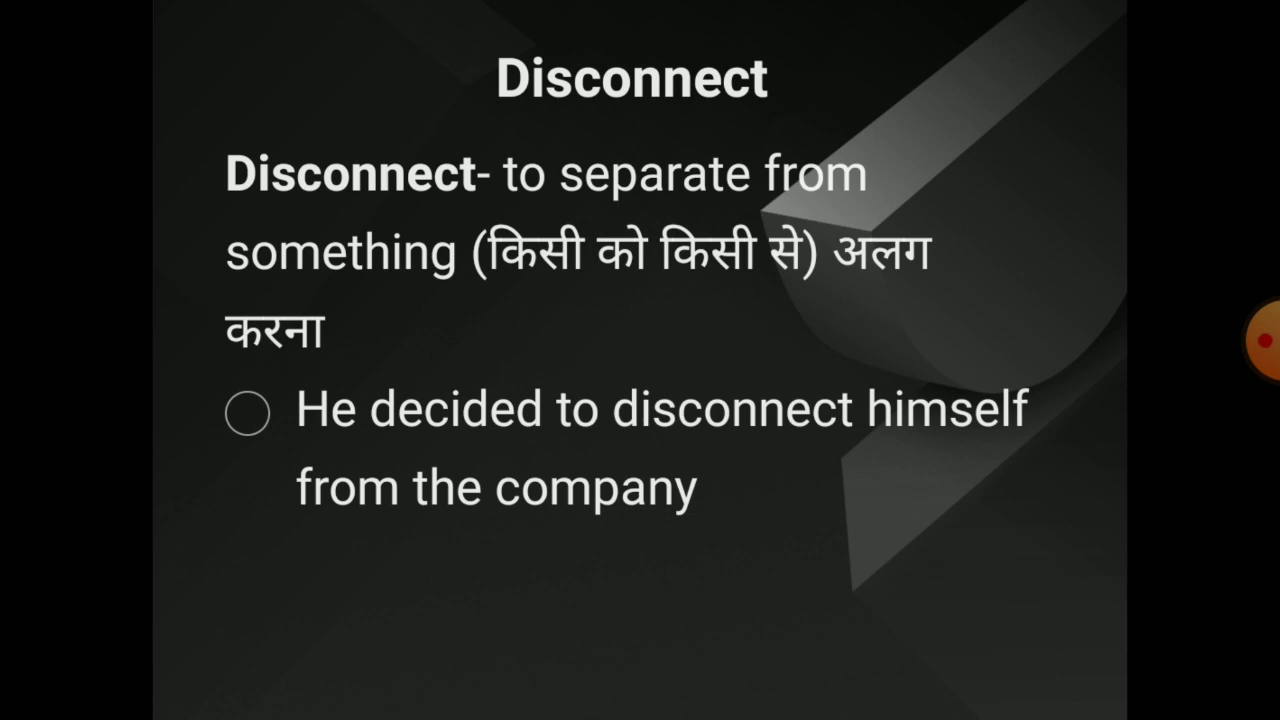 Disconnect
Disconnect- to separate from
something (किसी को किसी से) अलग
करना
He decided to disconnect himself
from the company